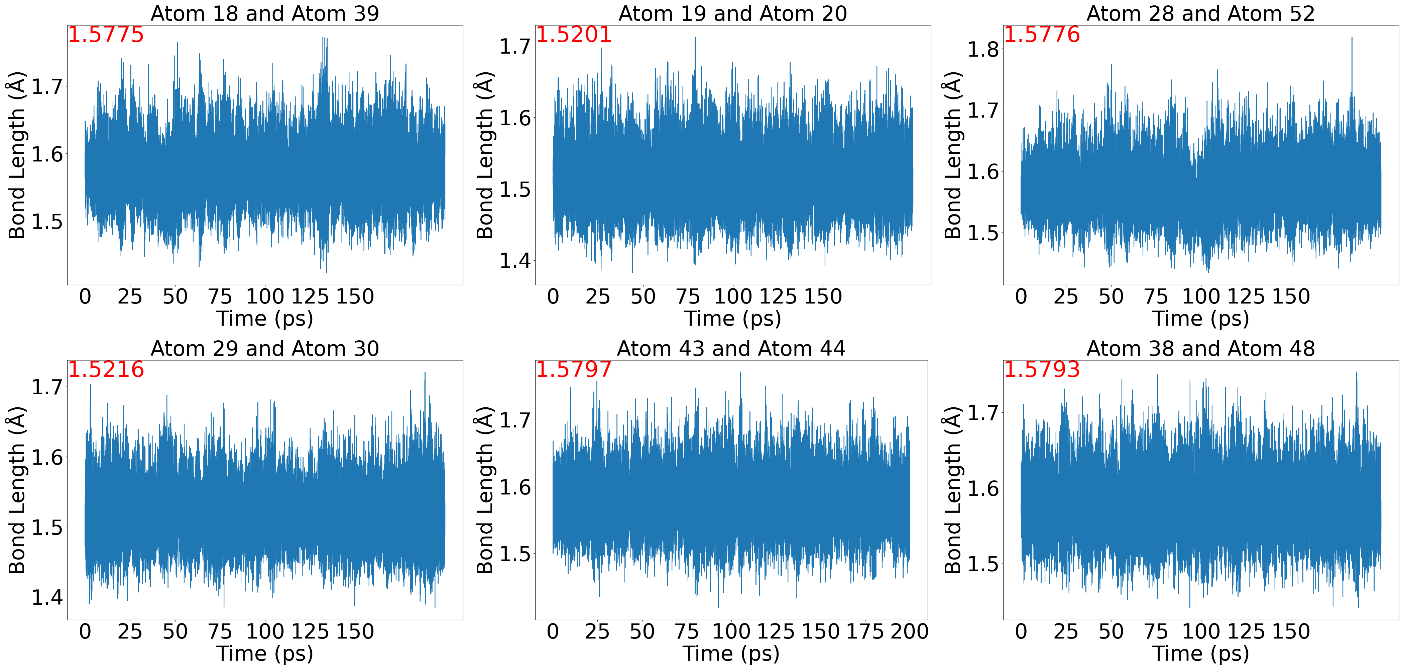 Atom 18 and Atom 39
1.5775
Bond Length (Å)
1.7
1.6
1.5
0 25 50 75 100 125 150
Time (ps)
Atom 19 and Atom 20
1.5201
Bond Length (Å)
1.7
1.6
1.5
1.4
0 25 50 75 100 125 150
Time (ps)
Atom 28 and Atom 52
1.5776
Bond Length (Å)
1.8
1.7
1.6
1.5
0 25 50 75 100 125 150
Time (ps)
Atom 29 and Atom 30
1.5216
Bond Length (Å)
1.7
1.6
1.5
1.4
0 25 50 75 100 125 150
Time (ps)
Atom 43 and Atom 44
1.5797
Bond Length (Å)
1.7
1.6
1.5
0 25 50 75 100 125 150 175 200
Time (ps)
Atom 38 and Atom 48
1.5793
Bond Length (Å)
1.7
1.6
1.5
0 25 50 75 100 125 150
Time (ps)